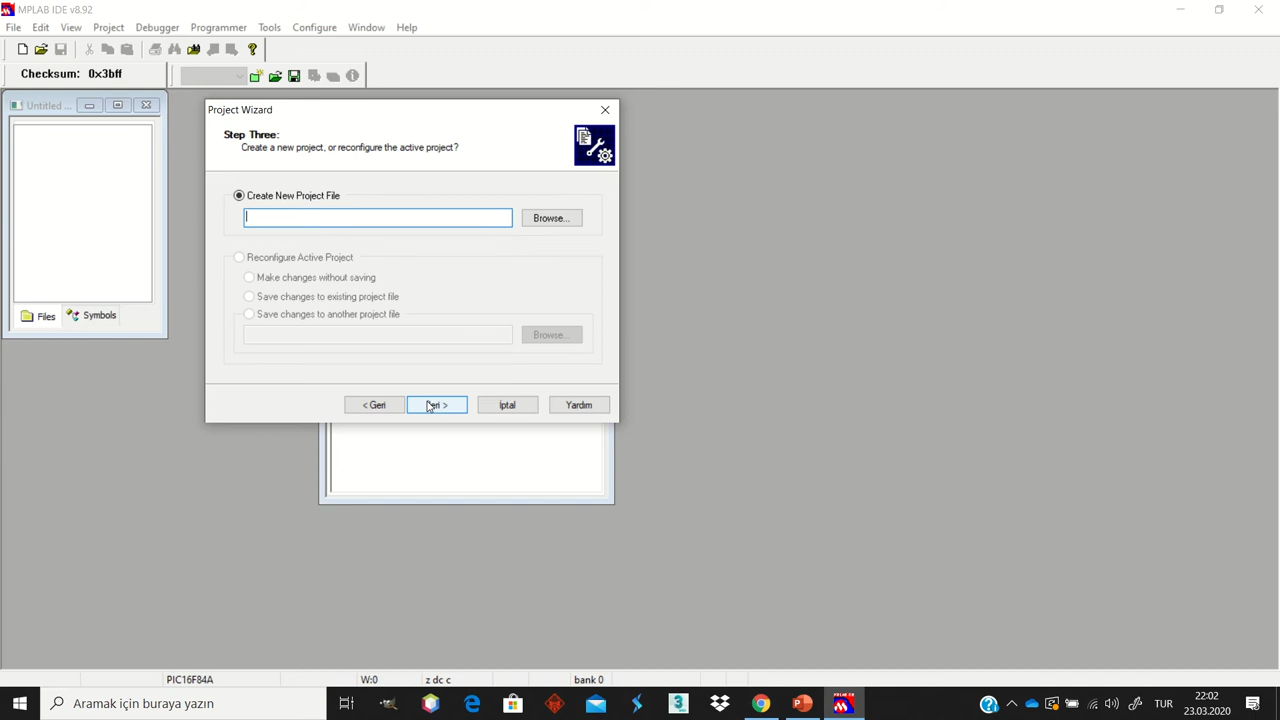 MPLAB IDE v8.92
File Edit View Project Debugger Programmer Tools Configure Window Help
Checksum: 0x3bff
Untitled ...
Files Symbols
Project Wizard
Step Three:
Create a new project, or reconfigure the active project?
Create New Project File
Browse...
Reconfigure Active Project
Make changes without saving
Save changes to existing project file
Save changes to another project file
Browse...
< Geri
>
İptal
Yardım
PIC16F84A W:0 z dc c bank 0
Aramak için buraya yazın
TUR
22:02
23.03.2020